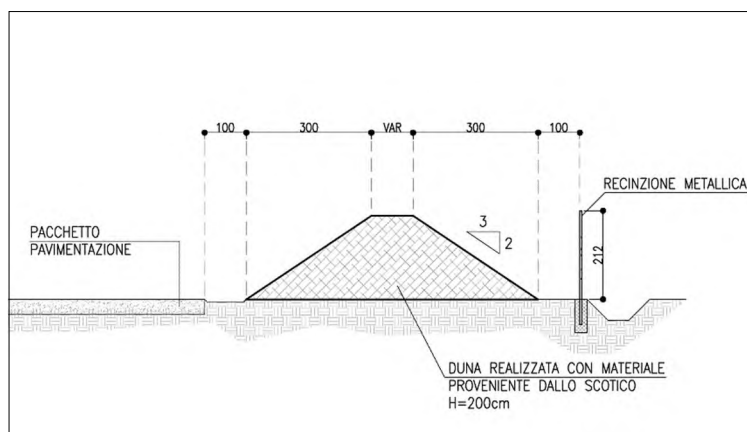 100 300 VAR 300 100
RECINZIONE METALLICA
3
2
212
PACCHETTO
PAVIMENTAZIONE
DUNA REALIZZATA CON MATERIALE
PROVENIENTE DALLO SCOTICO
H=200cm